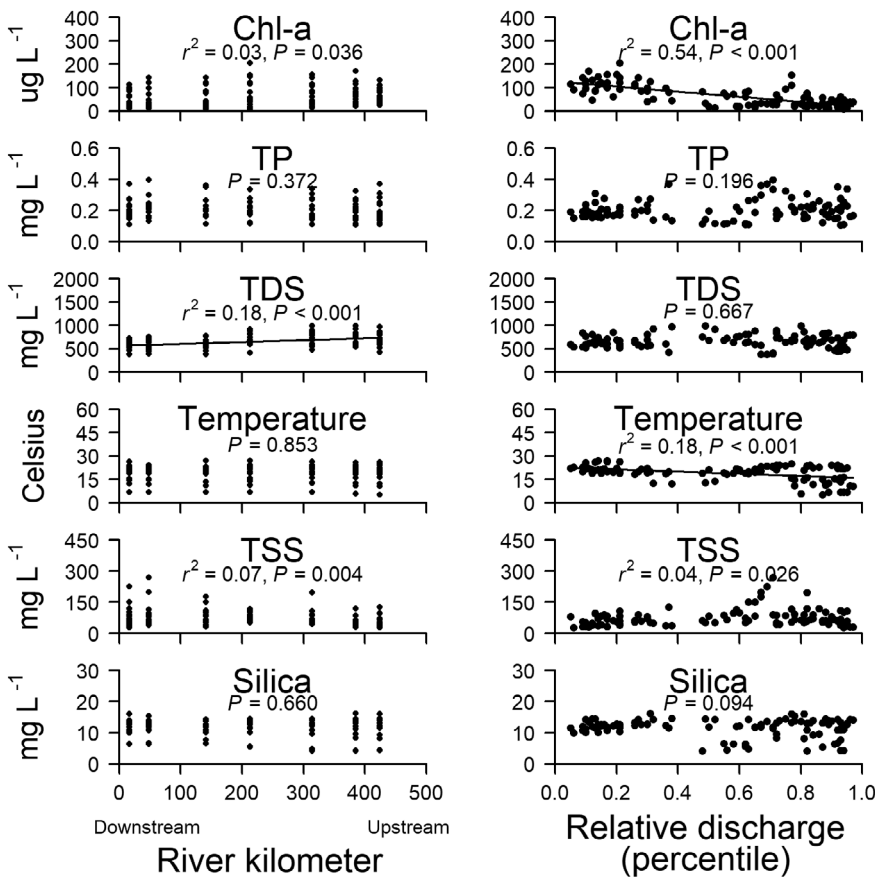 Chl-a
r² = 0.03, P = 0.036
400
300
200
100
0
ug L⁻¹
Chl-a
r² = 0.54, P < 0.001
400
300
200
100
0
TP
P = 0.372
0.6
0.4
0.2
0.0
mg L⁻¹
TP
P = 0.196
0.6
0.4
0.2
0.0
TDS
r² = 0.18, P < 0.001
2000
1500
1000
500
0
mg L⁻¹
TDS
P = 0.667
2000
1500
1000
500
0
Temperature
P = 0.853
60
45
30
15
0
Celsius
Temperature
r² = 0.18, P < 0.001
60
45
30
15
0
TSS
r² = 0.07, P = 0.004
450
300
150
0
mg L⁻¹
TSS
r² = 0.04, P = 0.026
450
300
150
0
Silica
P = 0.660
30
20
10
0
mg L⁻¹
Silica
P = 0.094
30
20
10
0
0 100 200 300 400 500
Downstream Upstream
River kilometer
0.0 0.2 0.4 0.6 0.8 1.0
Relative discharge
(percentile)